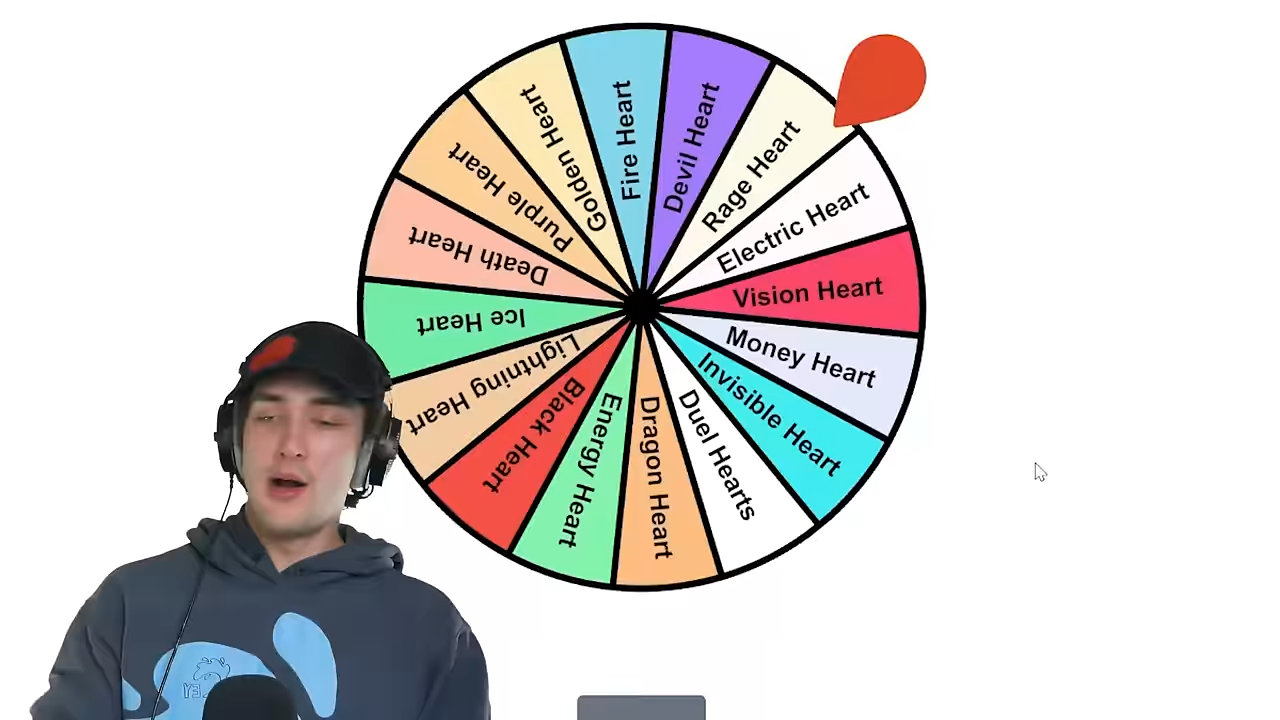 Fire Heart
Devil Heart
Rage Heart
Electric Heart
Vision Heart
Money Heart
Invisible Heart
Duel Hearts
Dragon Heart
Energy Heart
Black Heart
Lightning Heart
Ice Heart
Death Heart
Purple Heart
Golden Heart